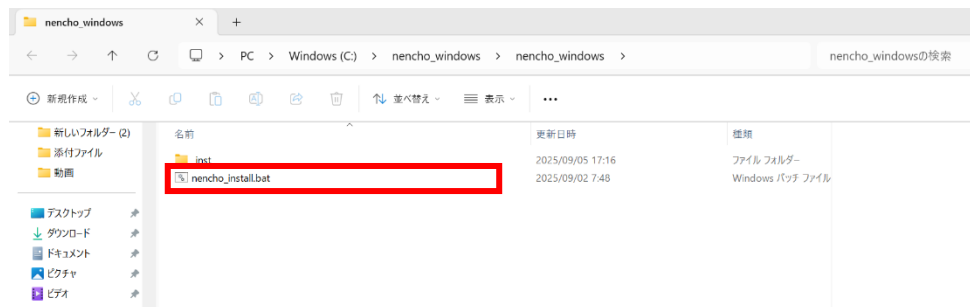 nencho_windows
PC > Windows (C:) > nencho_windows > nencho_windows >
nencho_windowsの検索
新規作成
並べ替え
表示
新しいフォルダー (2)
添付ファイル
動画
デスクトップ
ダウンロード
ドキュメント
ピクチャ
ビデオ
名前 更新日時 種類
inst 2025/09/05 17:16 ファイル フォルダー
nencho_install.bat 2025/09/02 7:48 Windows バッチ ファイル